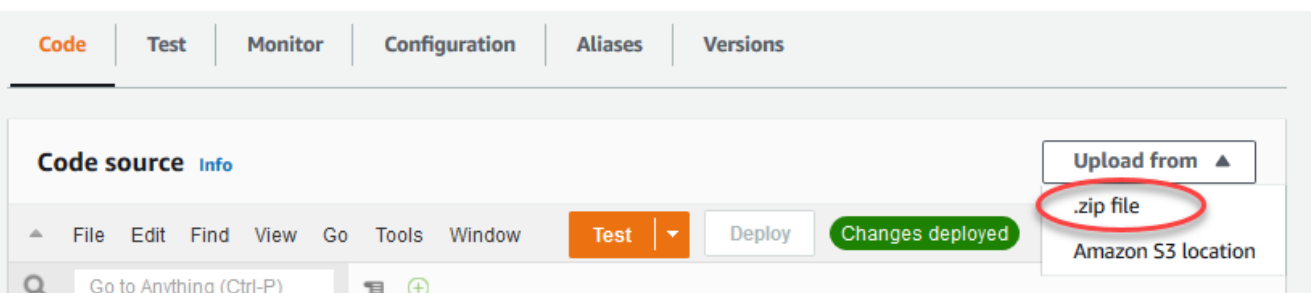 Code Test Monitor Configuration Aliases Versions
Code source Info
Upload from
.zip file
Amazon S3 location
File Edit Find View Go Tools Window Test Deploy Changes deployed
Go to Anything (Ctrl-P)